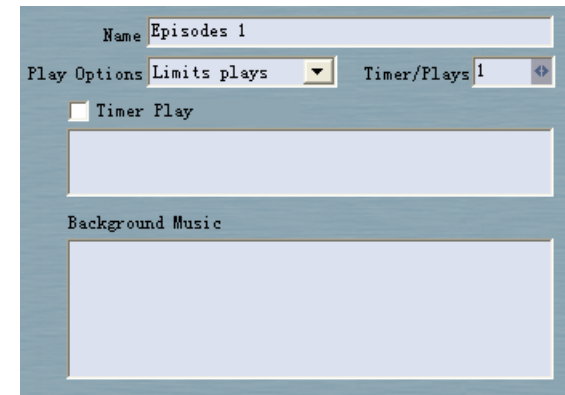 Name Episodes 1
Play Options Limits plays Timer/Plays 1
Timer Play
Background Music